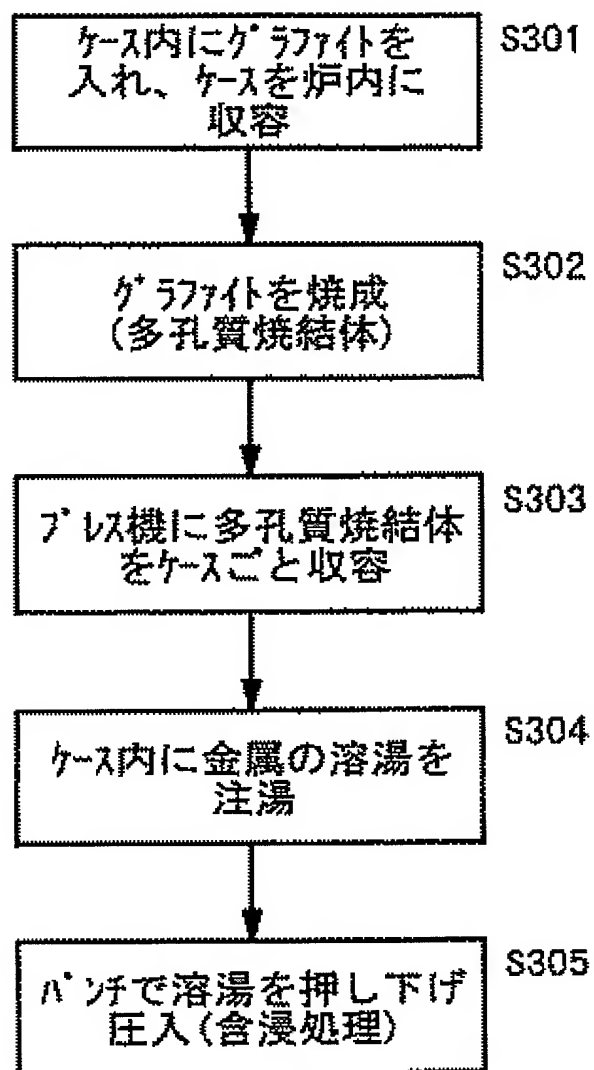 ケース内にグラファイトを
入れ、ケースを炉内に
収容
S301
グラファイトを焼成
(多孔質焼結体)
S302
プレス機に多孔質焼結体
をケースごと収容
S303
ケース内に金属の溶湯を
注湯
S304
パンチで溶湯を押し下げ
圧入(含浸処理)
S305